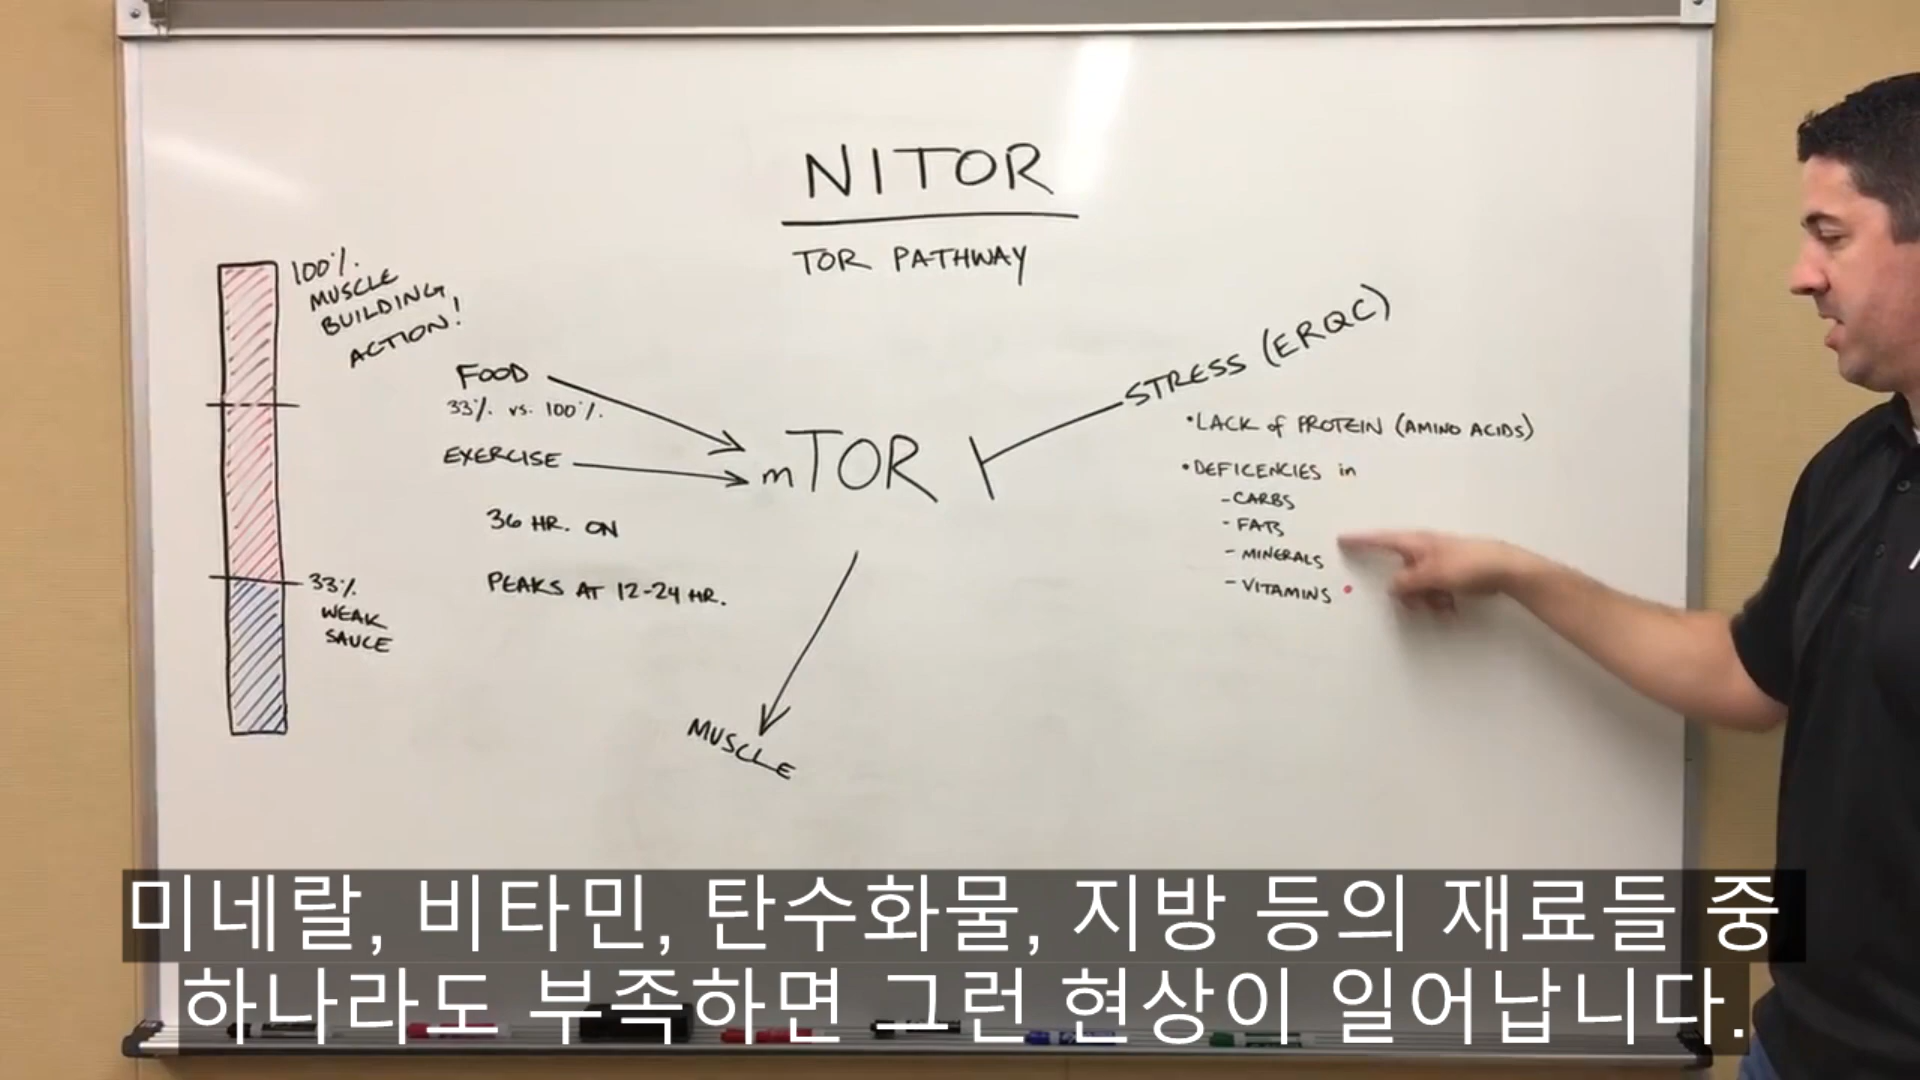 NITOR
TOR PATHWAY
100%.
MUSCLE
BUILDING
ACTION!
33%.
WEAK
SAUCE
FOOD
33%. vs. 100%.
EXERCISE
36 HR. ON
PEAKS AT 12-24 HR.
mTOR
MUSCLE
STRESS (ERQC)
• LACK of PROTEIN (AMINO ACIDS)
• DEFICENCIES in
- CARBS
- FATS
- MINERALS
- VITAMINS
미네랄, 비타민, 탄수화물, 지방 등의 재료들 중
하나라도 부족하면 그런 현상이 일어납니다.